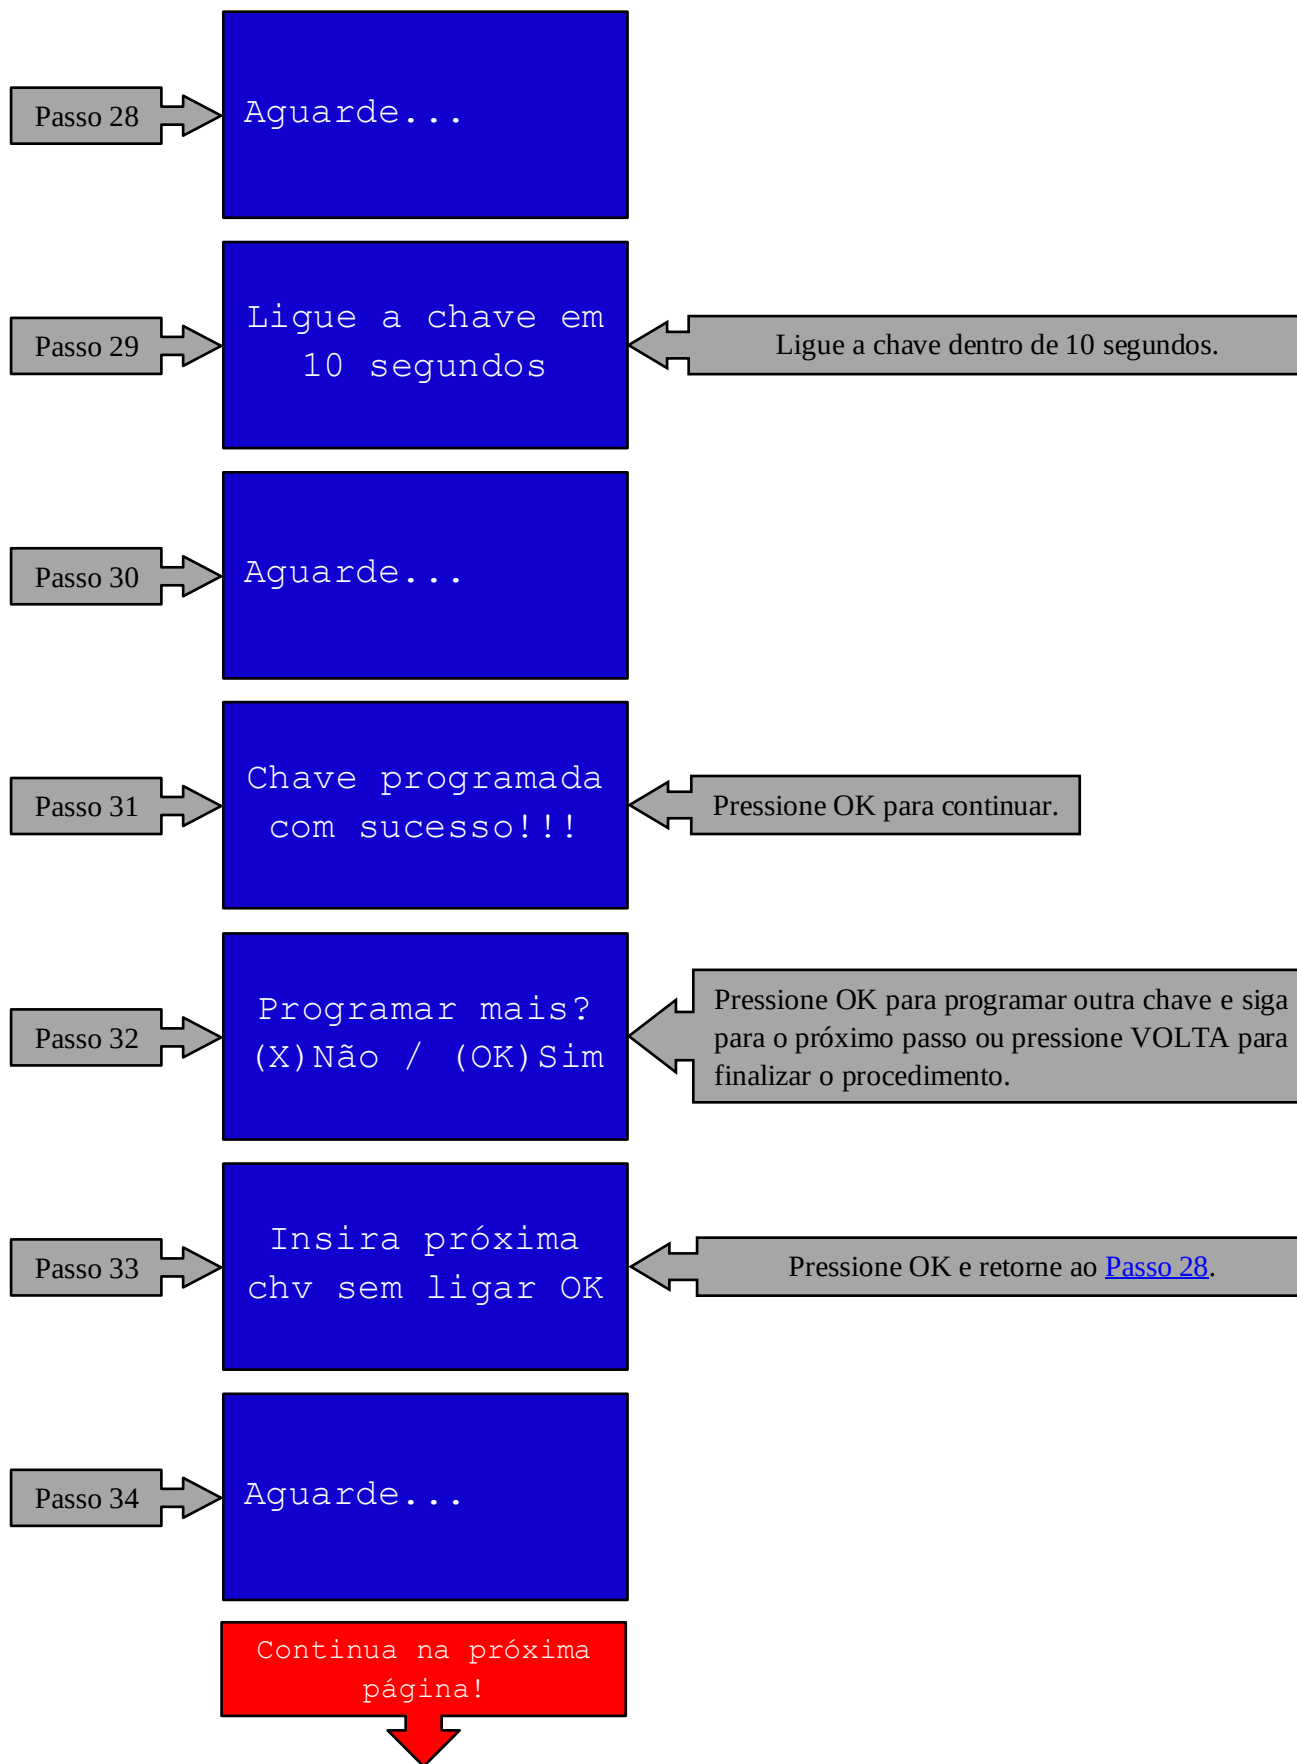 Passo 28
Aguarde...
Passo 29
Ligue a chave em
10 segundos
Ligue a chave dentro de 10 segundos.
Passo 30
Aguarde...
Passo 31
Chave programada
com sucesso!!!
Pressione OK para continuar.
Passo 32
Programar mais?
(X)Não / (OK)Sim
Pressione OK para programar outra chave e siga
para o próximo passo ou pressione VOLTA para
finalizar o procedimento.
Passo 33
Insira próxima
chv sem ligar OK
Pressione OK e retorne ao Passo 28.
Passo 34
Aguarde...
Continua na próxima
página!